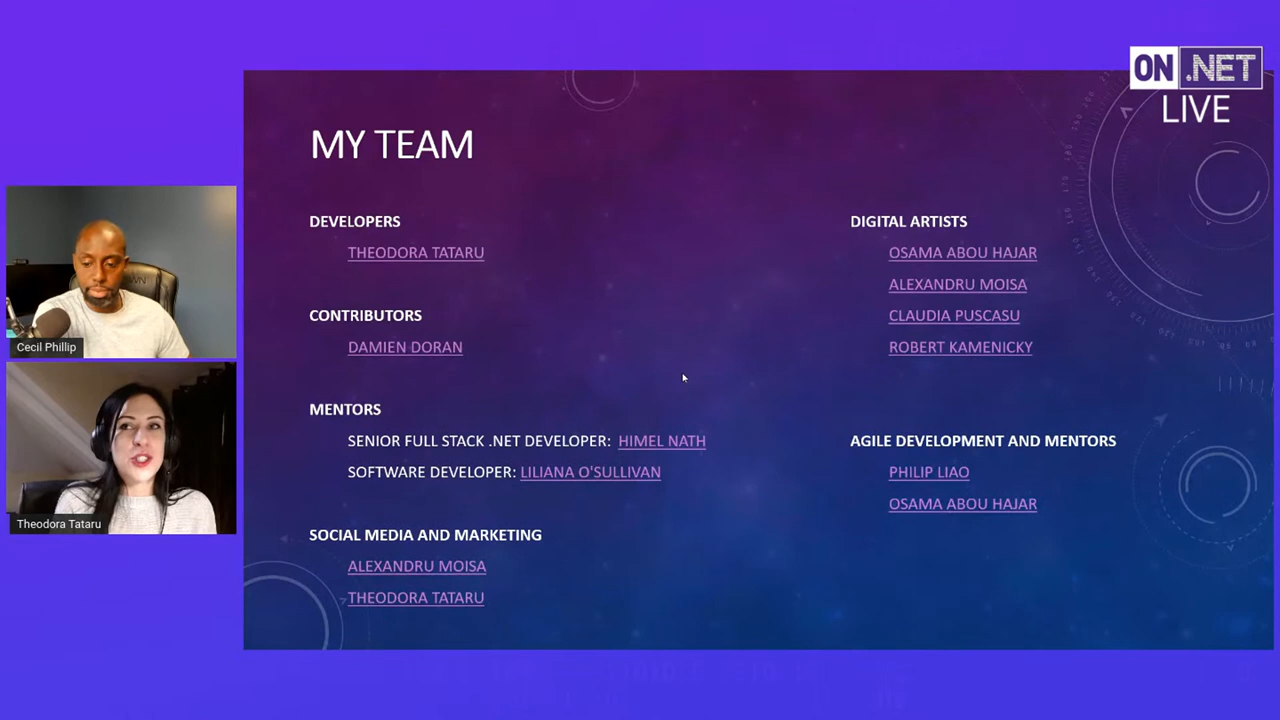 ON .NET
LIVE
MY TEAM
DEVELOPERS
THEODORA TATARU
CONTRIBUTORS
DAMIEN DORAN
MENTORS
SENIOR FULL STACK .NET DEVELOPER: HIMEL NATH
SOFTWARE DEVELOPER: LILIANA O'SULLIVAN
SOCIAL MEDIA AND MARKETING
ALEXANDRU MOISA
THEODORA TATARU
DIGITAL ARTISTS
OSAMA ABOU HAJAR
ALEXANDRU MOISA
CLAUDIA PUSCASU
ROBERT KAMENICKY
AGILE DEVELOPMENT AND MENTORS
PHILIP LIAO
OSAMA ABOU HAJAR
Cecil Phillip
Theodora Tataru